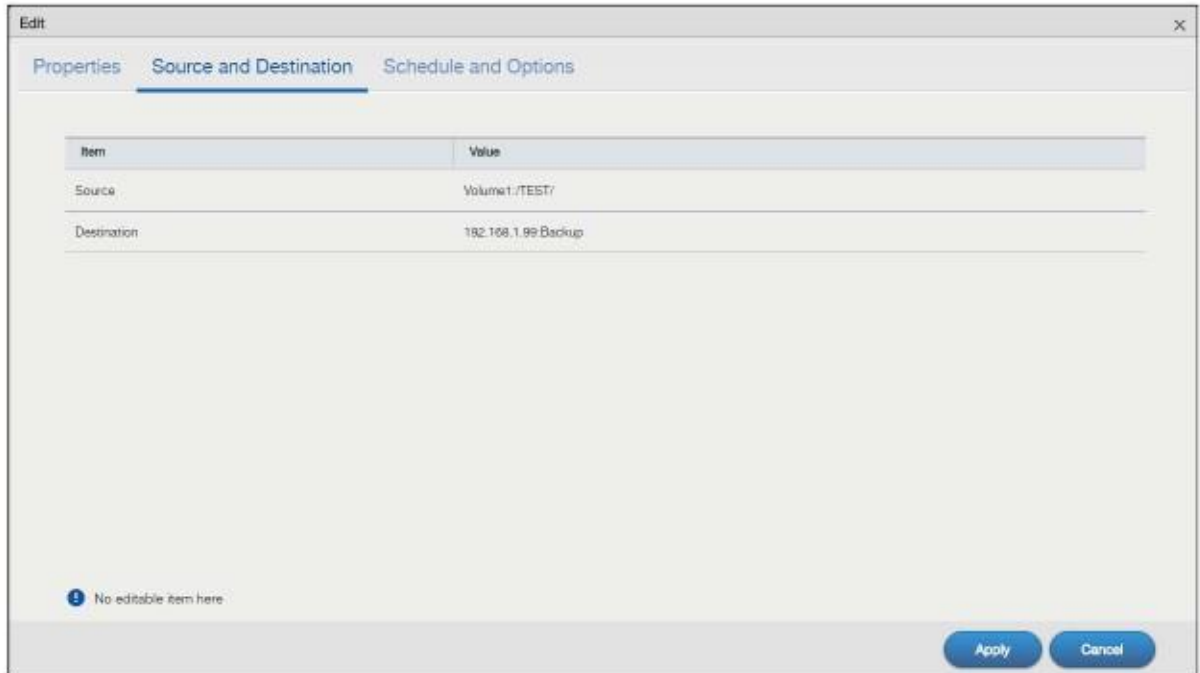 Edit
Properties Source and Destination Schedule and Options
Item Value
Source Volume1:/TEST/
Destination 192.168.1.99:Backup
No editable item here
Apply Cancel